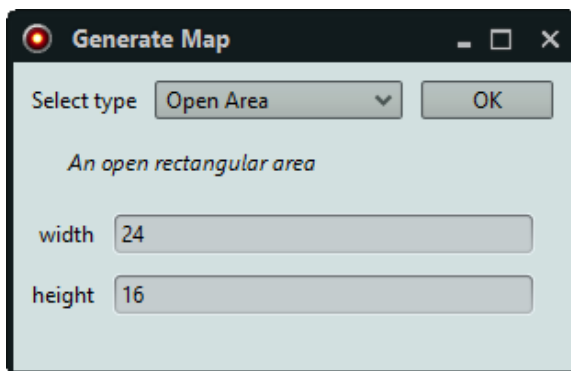 Generate Map
Select type Open Area OK
An open rectangular area
width 24
height 16